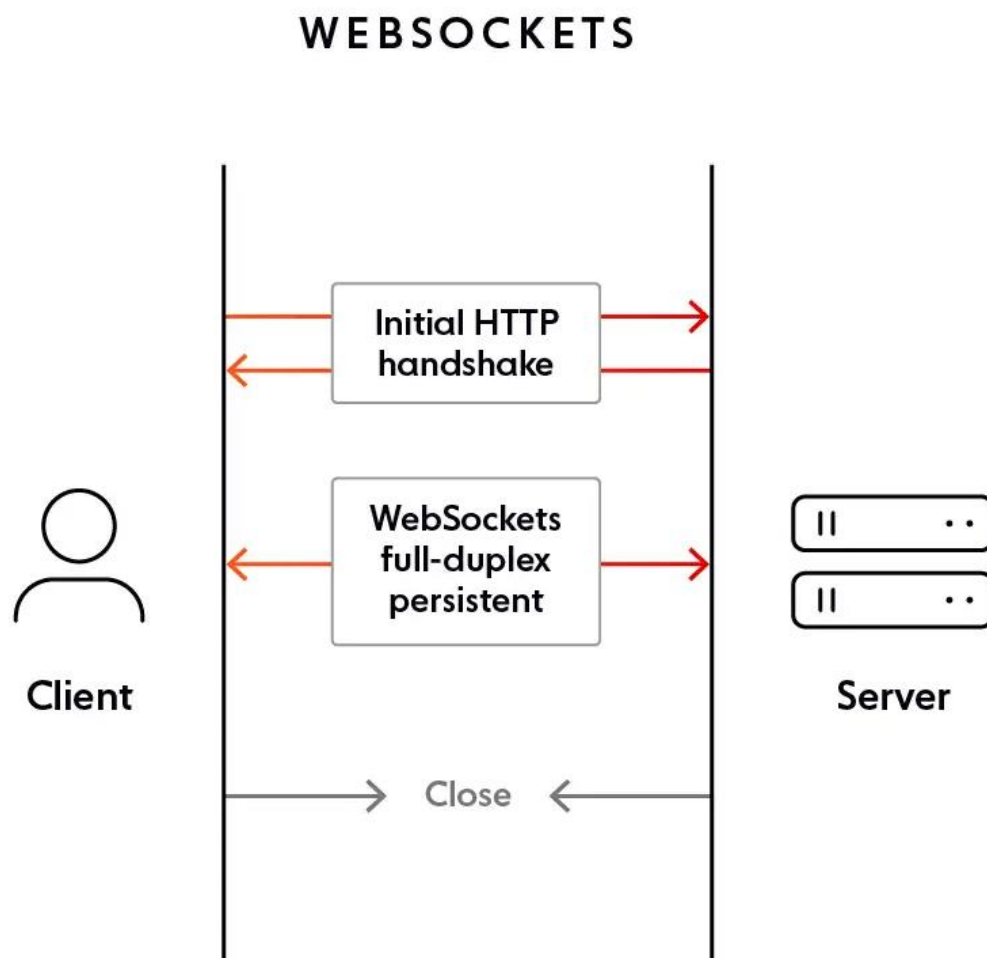 WEBSOCKETS
Initial HTTP
handshake
WebSockets
full-duplex
persistent
Client
Server
Close